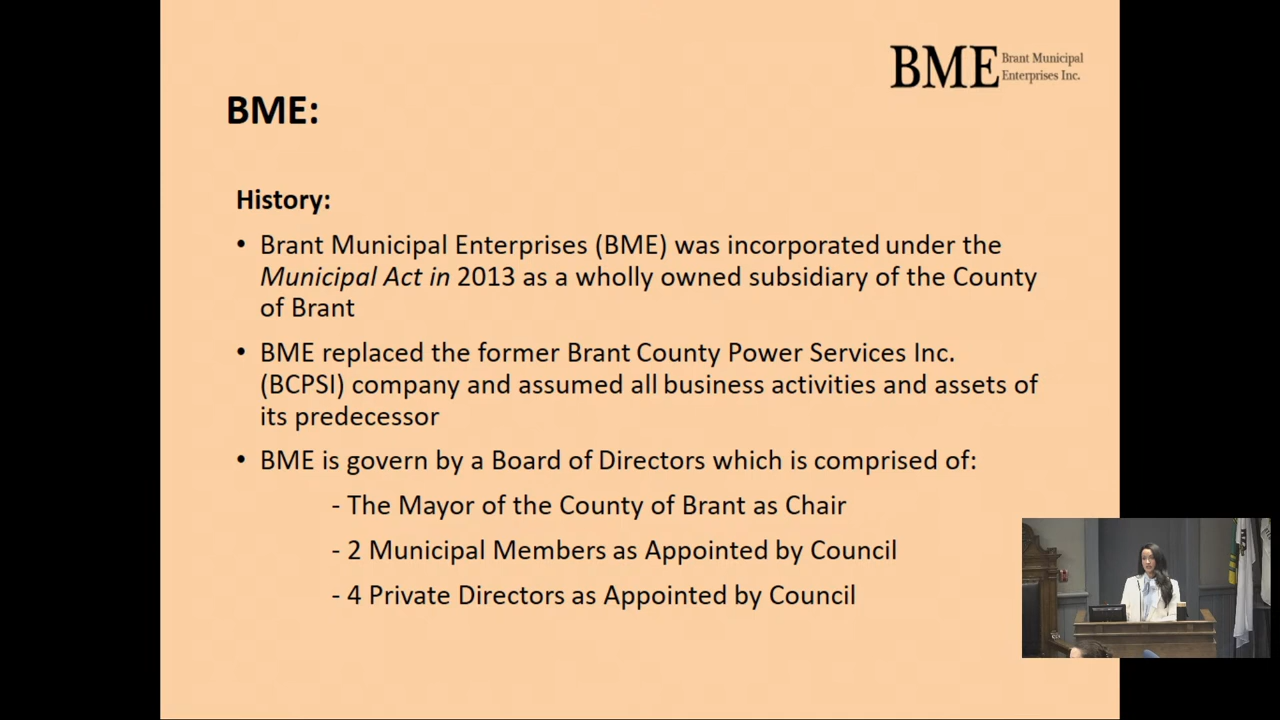 BME Brant Municipal
Enterprises Inc.
BME:
History:
• Brant Municipal Enterprises (BME) was incorporated under the
Municipal Act in 2013 as a wholly owned subsidiary of the County
of Brant
• BME replaced the former Brant County Power Services Inc.
(BCPSI) company and assumed all business activities and assets of
its predecessor
• BME is govern by a Board of Directors which is comprised of:
- The Mayor of the County of Brant as Chair
- 2 Municipal Members as Appointed by Council
- 4 Private Directors as Appointed by Council